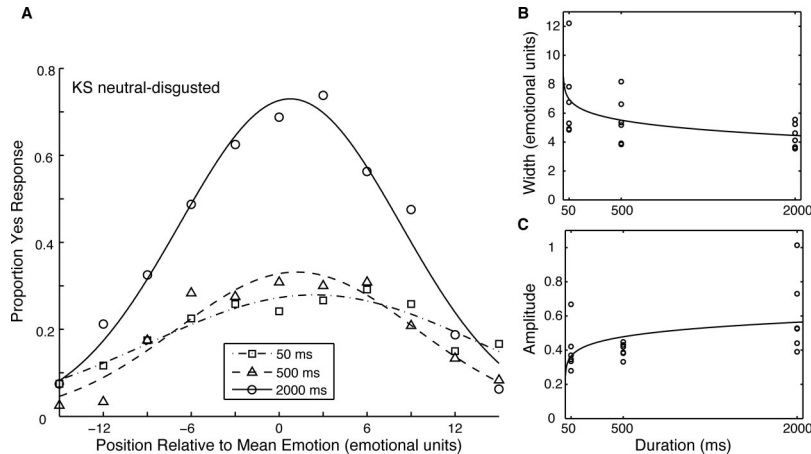 A
KS neutral-disgusted
Proportion Yes Response
0.8
0.6
0.4
0.2
0
−12
−6
0
6
12
Position Relative to Mean Emotion (emotional units)
50 ms
500 ms
2000 ms
B
Width (emotional units)
12
10
8
6
4
2
0
50
500
2000
C
Amplitude
1
0.8
0.6
0.4
0.2
0
50
500
2000
Duration (ms)